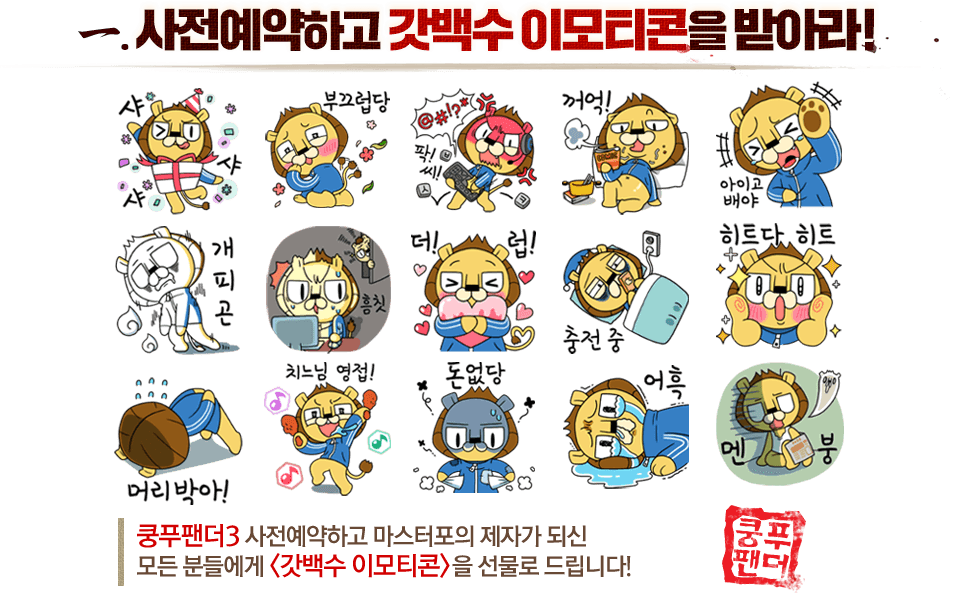 一. 사전예약하고 갓백수 이모티콘을 받아라!
샤
샤
샤
부끄럽당
@#!?*
팍!
씨!
꺼억!
아이고
배야
개
피
곤
흠칫
더! 럽!
충전 중
히트다 히트
머리박아!
치느님 영접!
돈없당
어흑
멘 붕
쿵푸팬더3 사전예약하고 마스터포의 제자가 되신
모든 분들에게 <갓백수 이모티콘>을 선물로 드립니다!
쿵푸
팬더